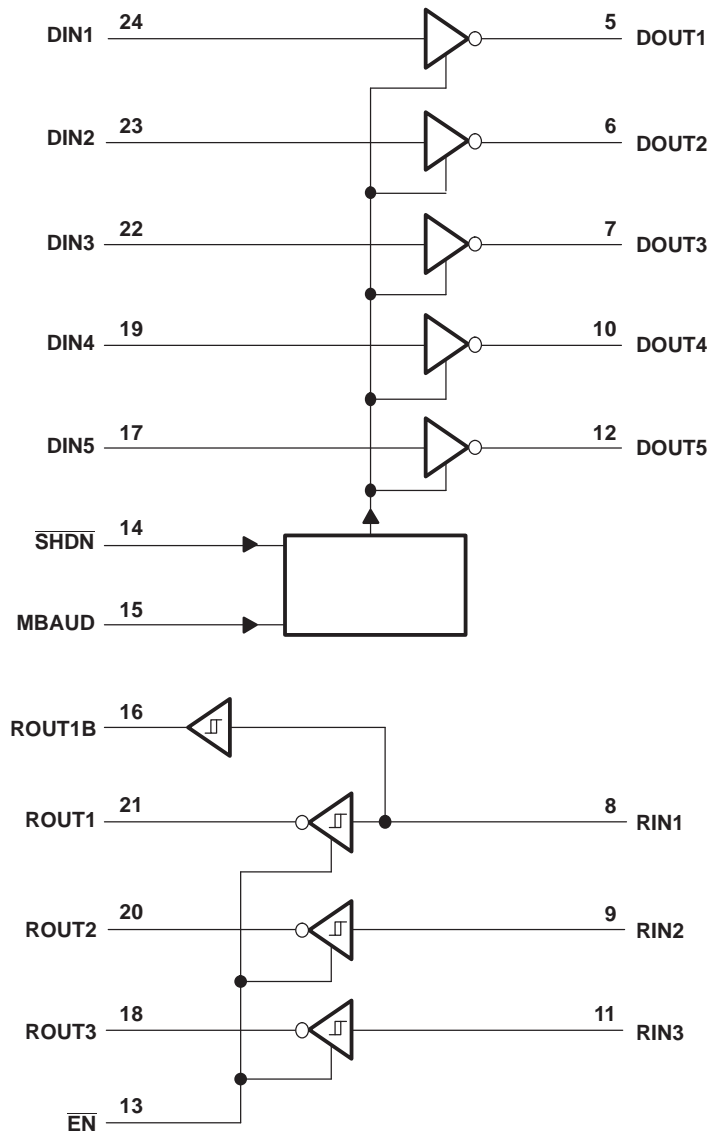 DIN1 24 5 DOUT1
DIN2 23 6 DOUT2
DIN3 22 7 DOUT3
DIN4 19 10 DOUT4
DIN5 17 12 DOUT5
S̅H̅D̅N̅ 14
MBAUD 15
ROUT1B 16
ROUT1 21 8 RIN1
ROUT2 20 9 RIN2
ROUT3 18 11 RIN3
E̅N̅ 13